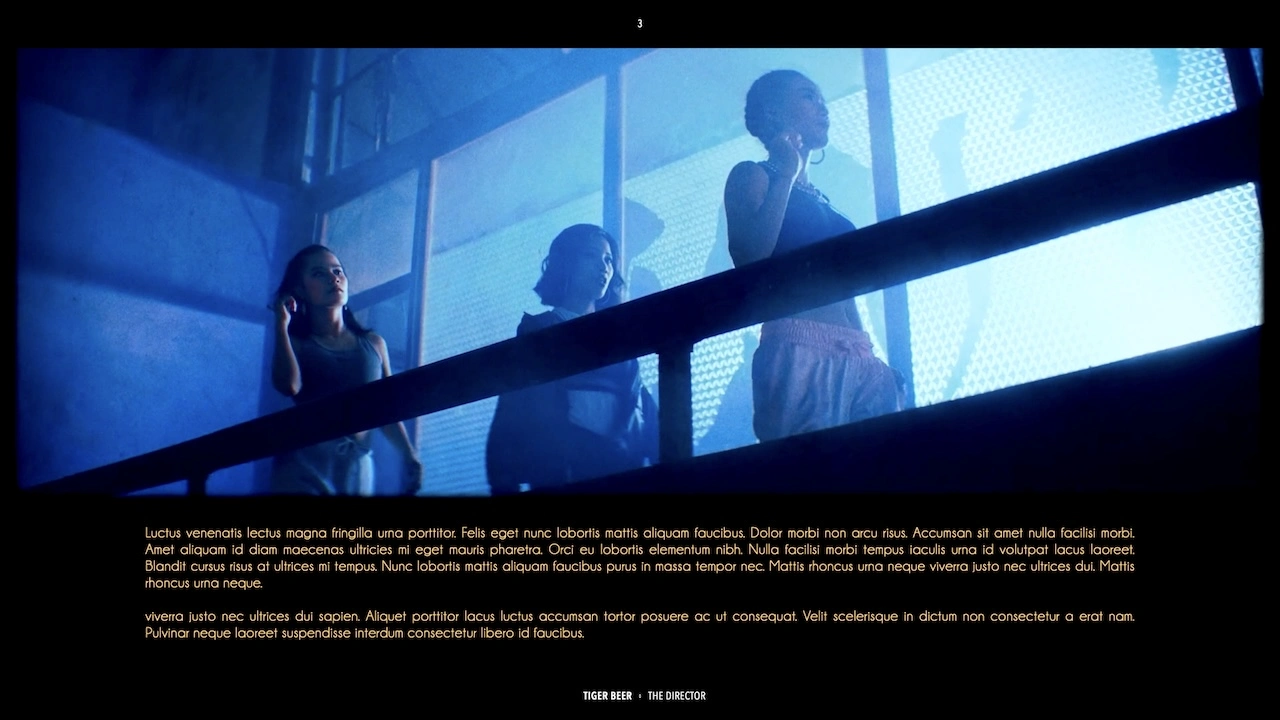 3
Luctus venenatis lectus magna fringilla urna porttitor. Felis eget nunc lobortis mattis aliquam faucibus. Dolor morbi non arcu risus. Accumsan sit amet nulla facilisi morbi.
Amet aliquam id diam maecenas ultricies mi eget mauris pharetra. Orci eu lobortis elementum nibh. Nulla facilisi morbi tempus iaculis urna id volutpat lacus laoreet.
Blandit cursus risus at ultrices mi tempus. Nunc lobortis mattis aliquam faucibus purus in massa tempor nec. Mattis rhoncus urna neque viverra justo nec ultrices dui. Mattis
rhoncus urna neque.
viverra justo nec ultrices dui sapien. Aliquet porttitor lacus luctus accumsan tortor posuere ac ut consequat. Velit scelerisque in dictum non consectetur a erat nam.
Pulvinar neque laoreet suspendisse interdum consectetur libero id faucibus.
TIGER BEER ı THE DIRECTOR